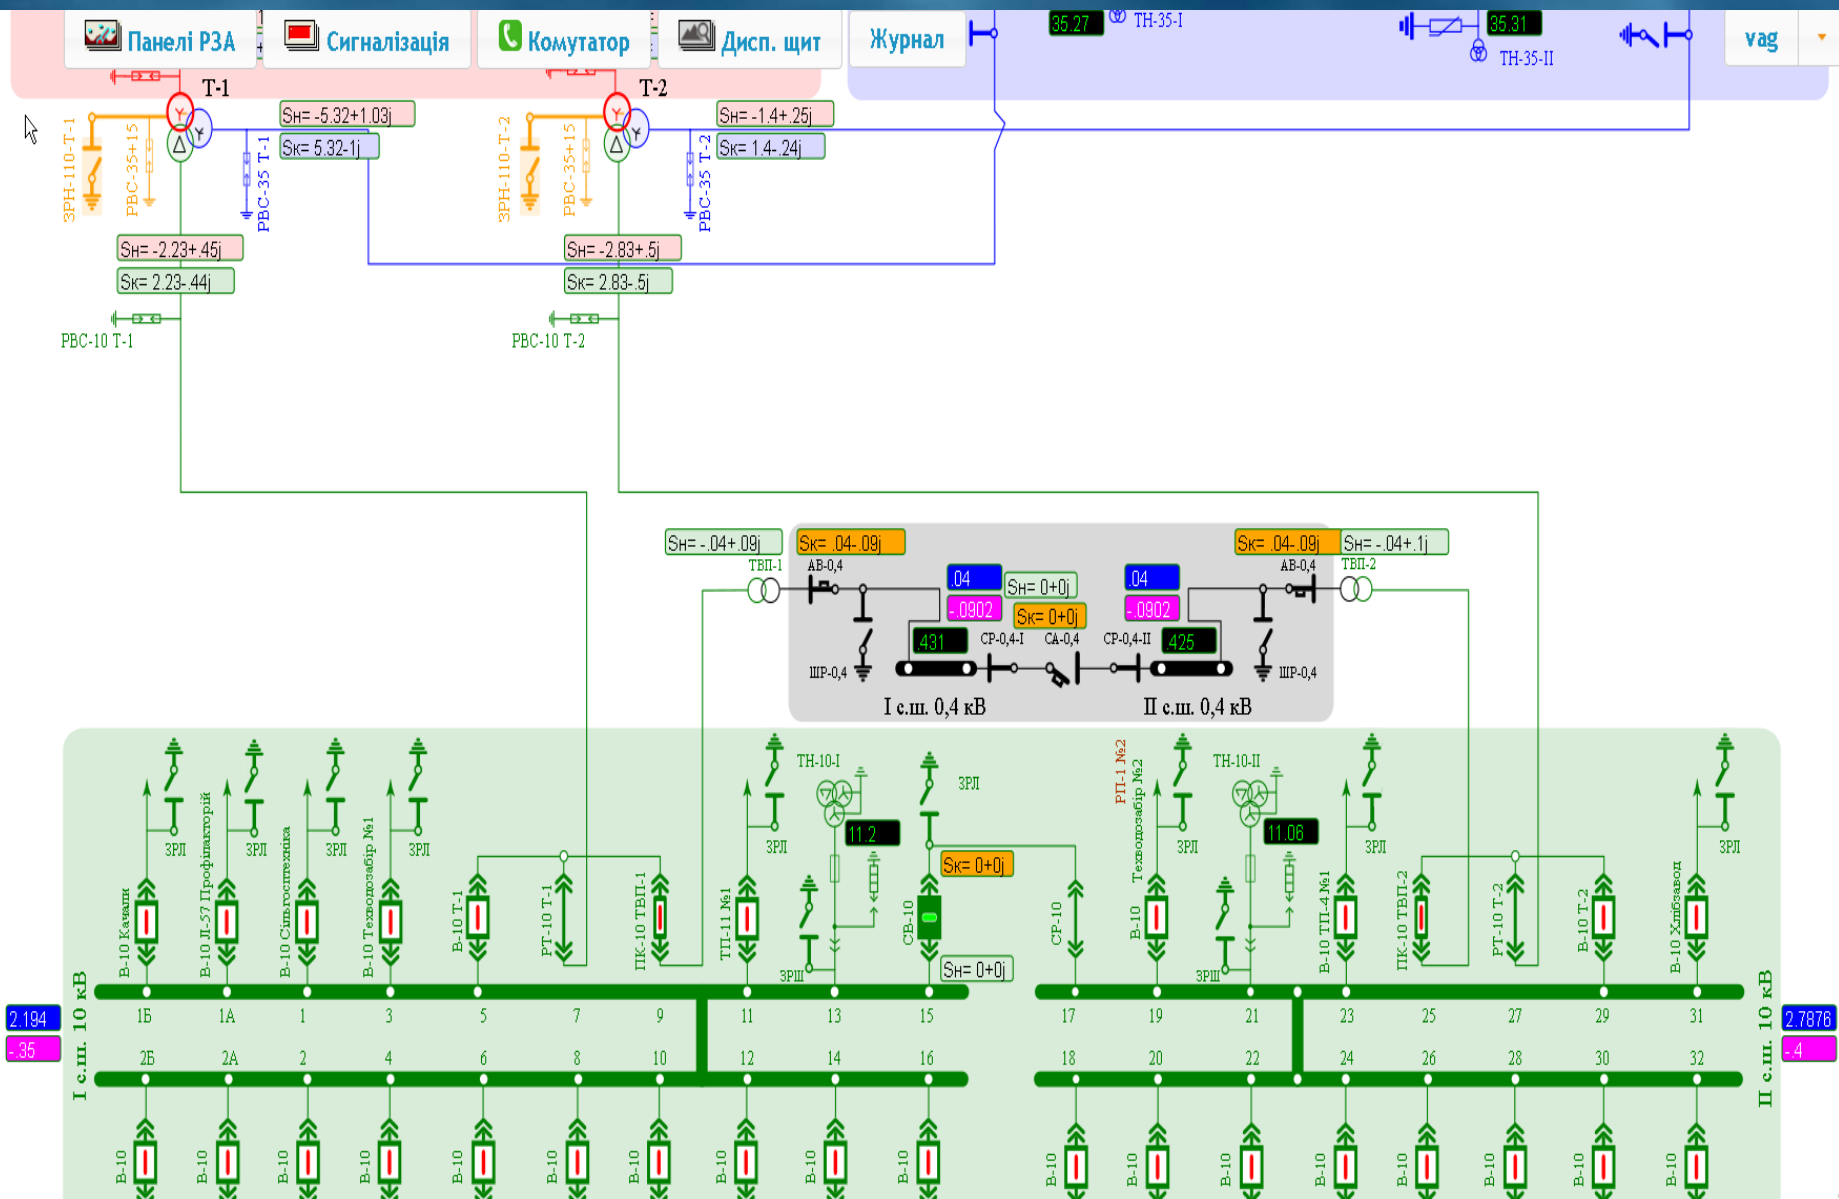 Панелі РЗА
Сигналізація
Комутатор
Дисп. щит
Журнал
35.27
ТН-35-I
35.31
ТН-35-II
vag
Т-1
Т-2
Sн= -5.32+1.03j
Sк= 5.32-1j
Sн= -1.4+.25j
Sк= 1.4-.24j
ЗРН-110-Т-1
РВС-35+15
РВС-35 Т-1
ЗРН-110-Т-2
РВС-35+15
РВС-35 Т-2
Sн= -2.23+.45j
Sк= 2.23-.44j
Sн= -2.83+.5j
Sк= 2.83-.5j
РВС-10 Т-1
РВС-10 Т-2
Sн= -.04+.09j
Sк= .04-.09j
Sк= .04-.09j
Sн= -.04+.1j
ТВП-1
АВ-0,4
АВ-0,4
ТВП-2
.04
-.0902
Sн= 0+0j
Sк= 0+0j
.04
-.0902
.431
СР-0,4-I
СА-0,4
СР-0,4-II
.425
ШР-0,4
ШР-0,4
I с.ш. 0,4 кВ
II с.ш. 0,4 кВ
ЗРЛ
ЗРЛ
ЗРЛ
ЗРЛ
ЗРЛ
ТН-10-I
11.2
ЗРЛ
РП-1 №2
Техводозабір №2
ЗРЛ
ТН-10-II
11.06
ЗРЛ
ЗРЛ
Sк= 0+0j
В-10 Качали
В-10 Л-57 Профілакторій
В-10 Сільгосптехніка
В-10 Техводозабір №1
В-10 Т-1
РТ-10 Т-1
ПК-10 ТВП-1
ТП-11 №1
ЗРШ
СВ-10
Sн= 0+0j
СР-10
В-10
ЗРШ
В-10 ТП-4 №1
ПК-10 ТВП-2
РТ-10 Т-2
В-10 Т-2
В-10 Хлібзавод
I с.ш. 10 кВ
II с.ш. 10 кВ
2.194
-.35
2.7876
-.4
1Б 1А 1 3 5 7 9 11 13 15 17 19 21 23 25 27 29 31
2Б 2А 2 4 6 8 10 12 14 16 18 20 22 24 26 28 30 32
В-10 В-10 В-10 В-10 В-10 В-10 В-10 В-10 В-10 В-10 В-10 В-10 В-10 В-10 В-10 В-10 В-10 В-10